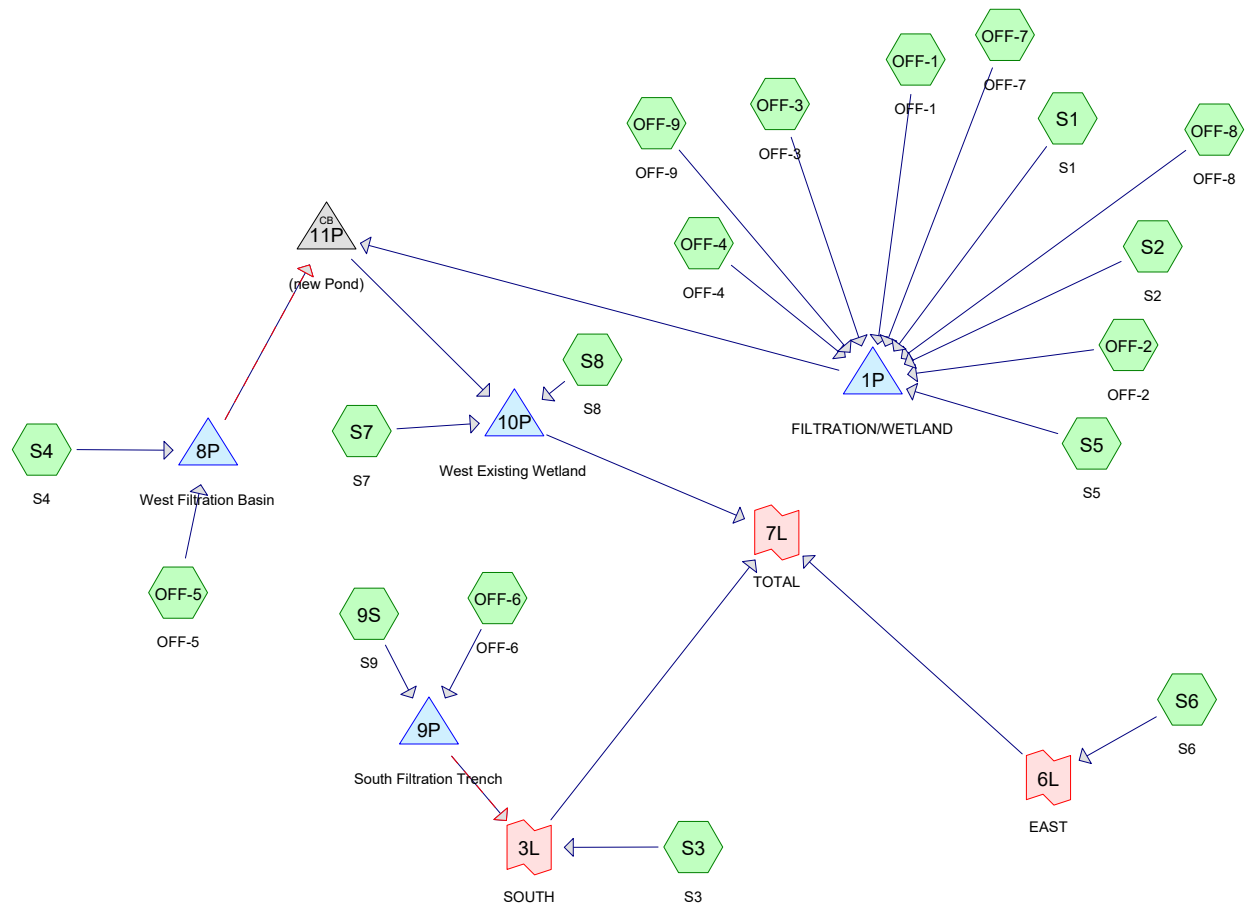 OFF-7
OFF-7
OFF-1
OFF-1
OFF-3
OFF-3
OFF-9
OFF-9
S1
S1
OFF-8
OFF-8
OFF-4
OFF-4
S2
S2
CB
11P
(new Pond)
OFF-2
OFF-2
1P
FILTRATION/WETLAND
S8
S8
S7
S7
10P
West Existing Wetland
S4
S4
8P
West Filtration Basin
S5
S5
7L
TOTAL
OFF-5
OFF-5
9S
S9
OFF-6
OFF-6
9P
South Filtration Trench
S6
S6
6L
EAST
3L
SOUTH
S3
S3